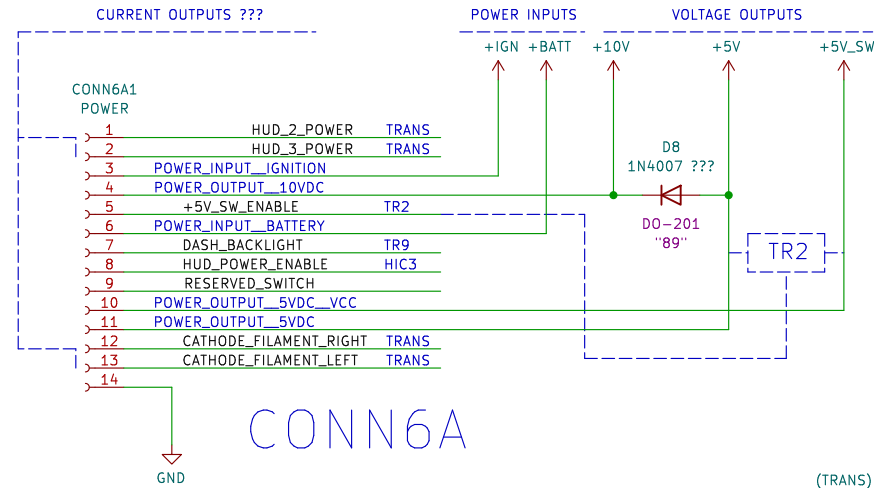 CURRENT OUTPUTS ???
POWER INPUTS
VOLTAGE OUTPUTS
+IGN
+BATT
+10V
+5V
+5V_SW
CONN6A1
POWER
1 HUD_2_POWER TRANS
2 HUD_3_POWER TRANS
3 POWER_INPUT__IGNITION
4 POWER_OUTPUT__10VDC
5 +5V_SW_ENABLE TR2
6 POWER_INPUT__BATTERY
7 DASH_BACKLIGHT TR9
8 HUD_POWER_ENABLE HIC3
9 RESERVED_SWITCH
10 POWER_OUTPUT__5VDC__VCC
11 POWER_OUTPUT__5VDC
12 CATHODE_FILAMENT_RIGHT TRANS
13 CATHODE_FILAMENT_LEFT TRANS
14
D8
1N4007 ???
DO-201
"89"
TR2
CONN6A
GND
(TRANS)